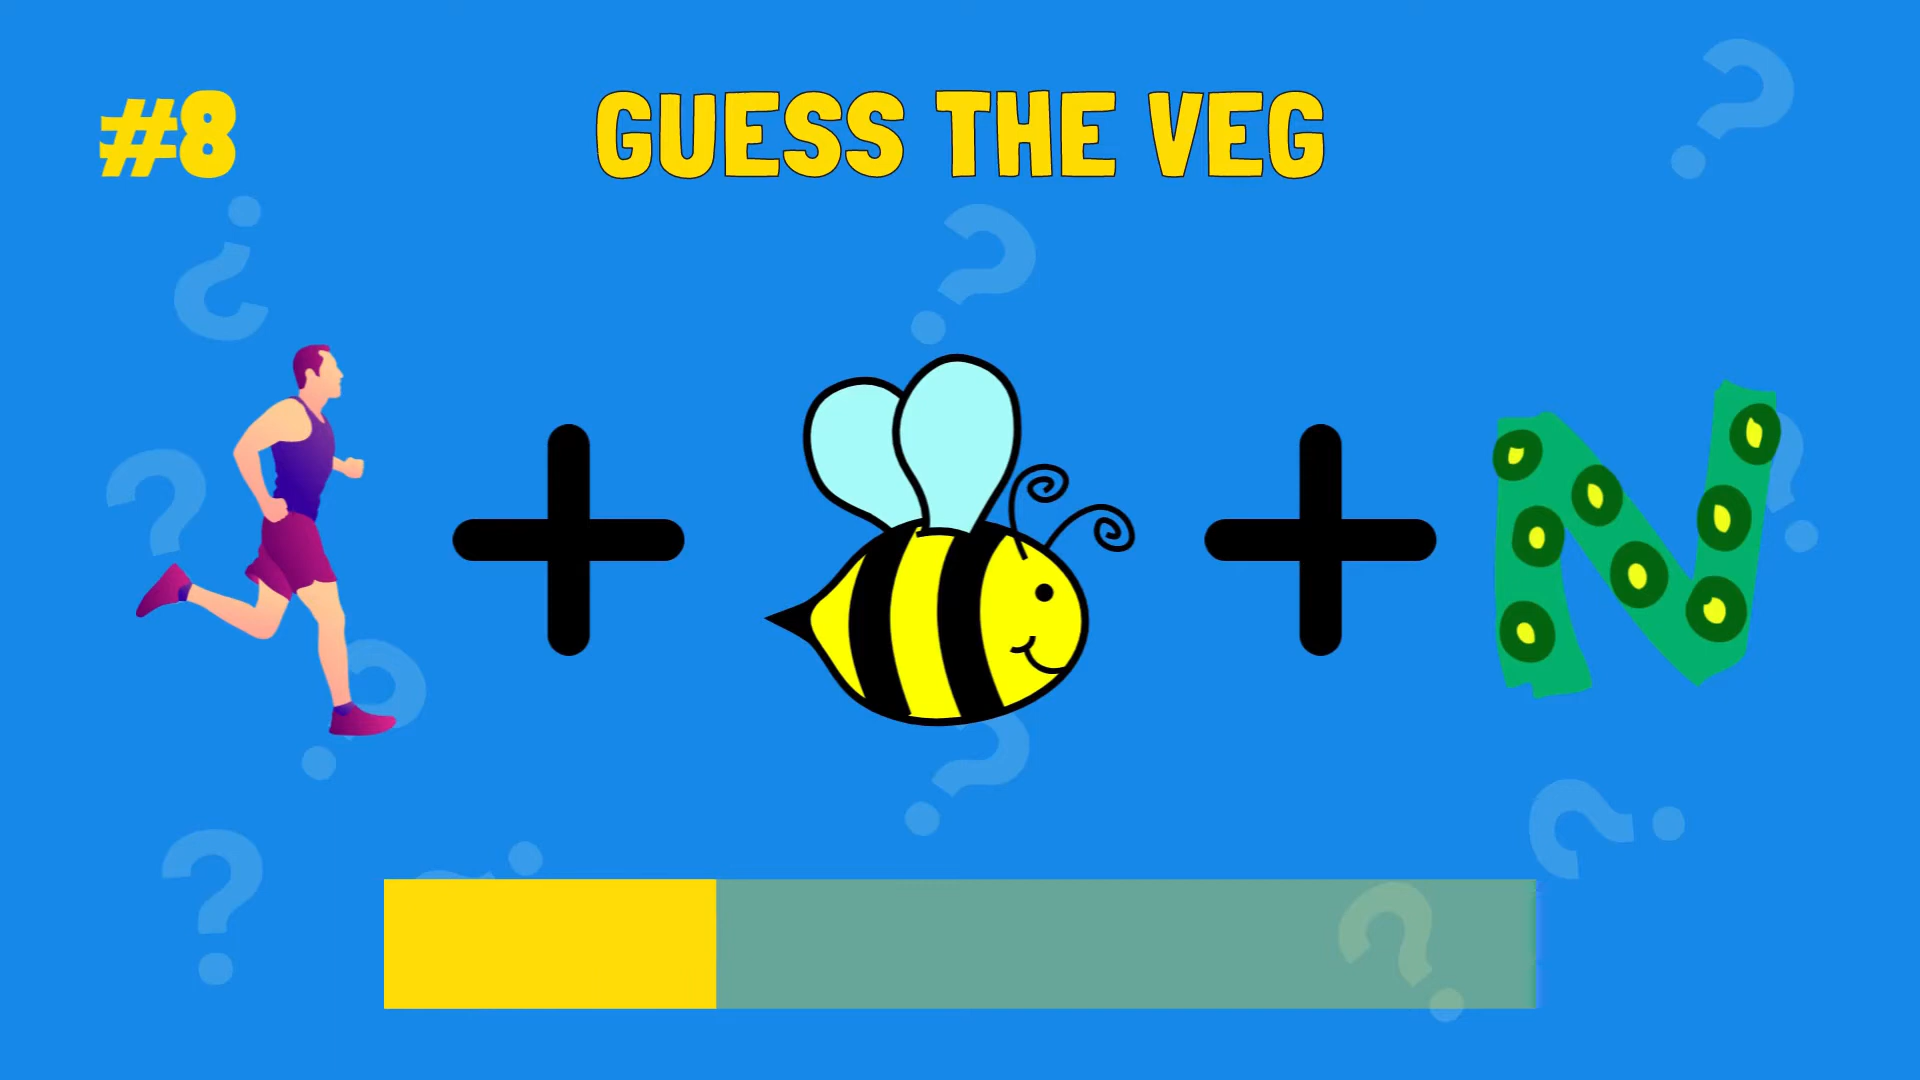 #8
GUESS THE VEG
+ + N